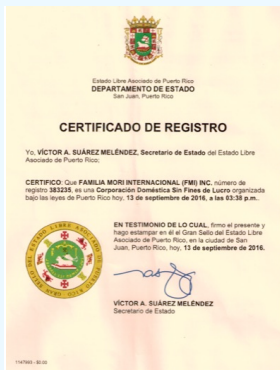 Estado Libre Asociado de Puerto Rico
DEPARTAMENTO DE ESTADO
San Juan, Puerto Rico
CERTIFICADO DE REGISTRO
Yo, VÍCTOR A. SUÁREZ MELÉNDEZ, Secretario de Estado del Estado Libre
Asociado de Puerto Rico;
CERTIFICO: Que FAMILIA MORI INTERNACIONAL (FMI) INC. número de
registro 383235, es una Corporación Doméstica Sin Fines de Lucro organizada
bajo las leyes de Puerto Rico hoy, 13 de septiembre de 2016, a las 03:38 p.m..
EN TESTIMONIO DE LO CUAL, firmo el presente y
hago estampar en él el Gran Sello del Estado Libre
Asociado de Puerto Rico, en la ciudad de San
Juan, Puerto Rico, hoy, 13 de septiembre de 2016.
VÍCTOR A. SUÁREZ MELÉNDEZ
Secretario de Estado